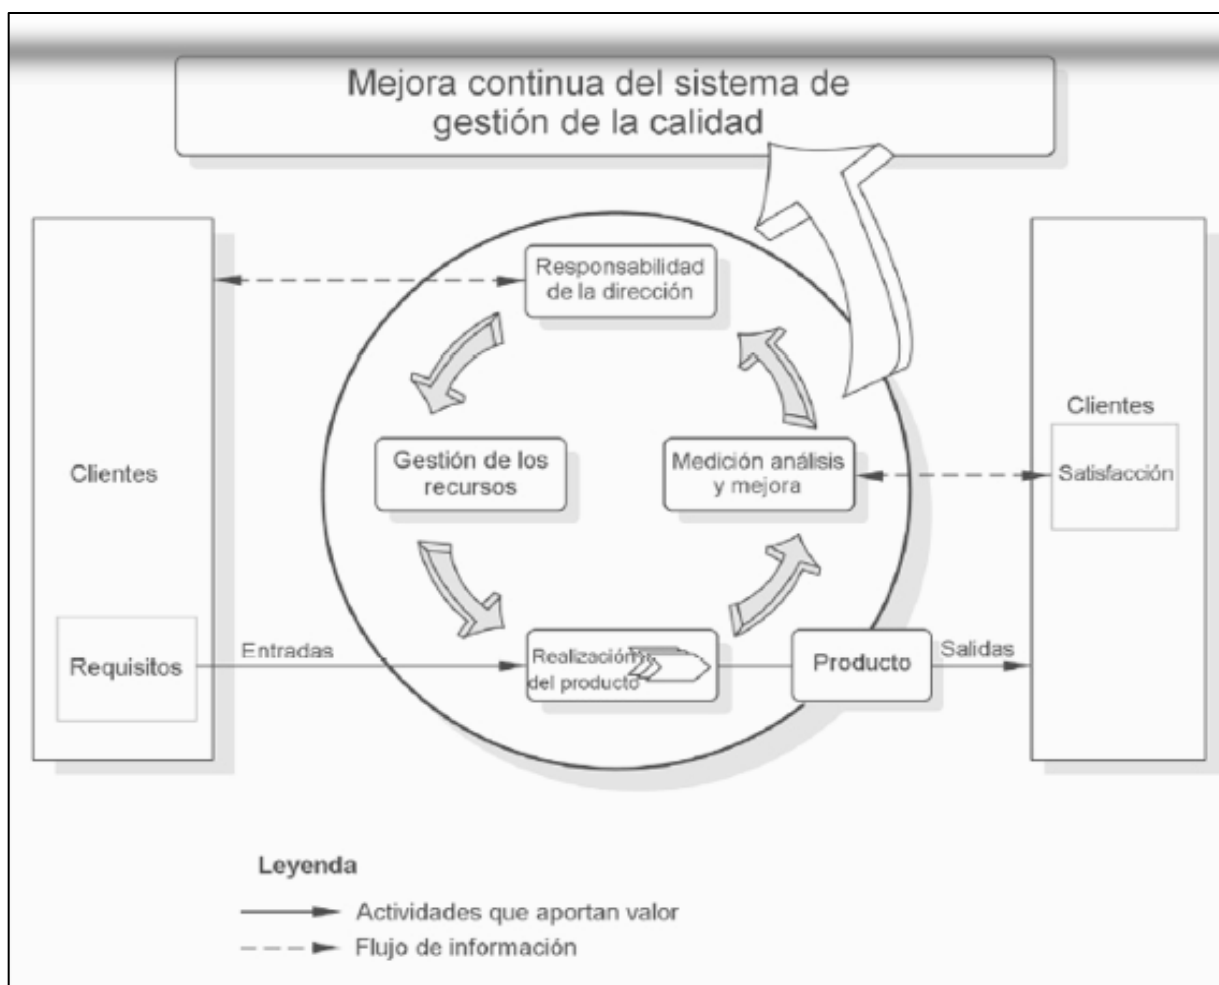 Mejora continua del sistema de
gestión de la calidad
Responsabilidad
de la dirección
Clientes
Gestión de los
recursos
Medición análisis
y mejora
Clientes
Satisfacción
Requisitos
Entradas
Realización
del producto
Producto
Salidas
Leyenda
Actividades que aportan valor
Flujo de información